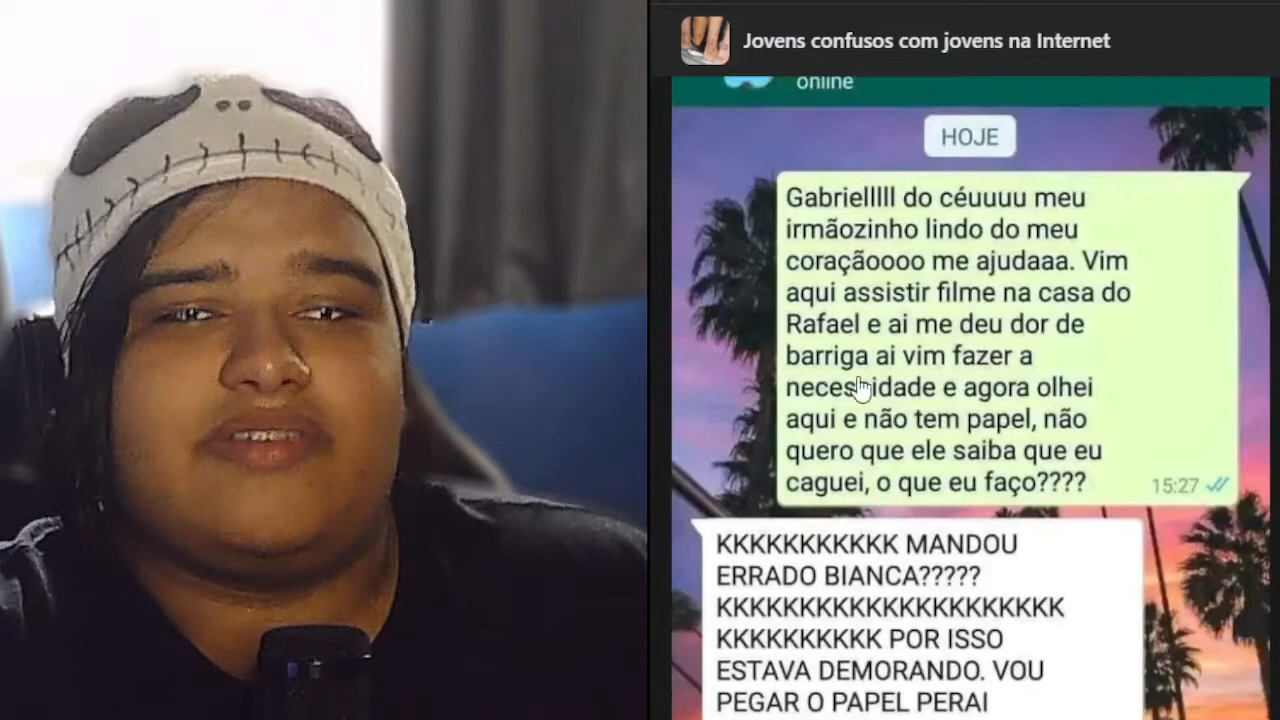 Jovens confusos com jovens na Internet
online
HOJE
Gabrielllll do céuuuu meu
irmãozinho lindo do meu
coraçãoooo me ajudaaa. Vim
aqui assistir filme na casa do
Rafael e ai me deu dor de
barriga ai vim fazer a
necessidade e agora olhei
aqui e não tem papel, não
quero que ele saiba que eu
caguei, o que eu faço????
15:27
KKKKKKKKKKK MANDOU
ERRADO BIANCA?????
KKKKKKKKKKKKKKKKKKKKK
KKKKKKKKKK POR ISSO
ESTAVA DEMORANDO. VOU
PEGAR O PAPEL PERAI